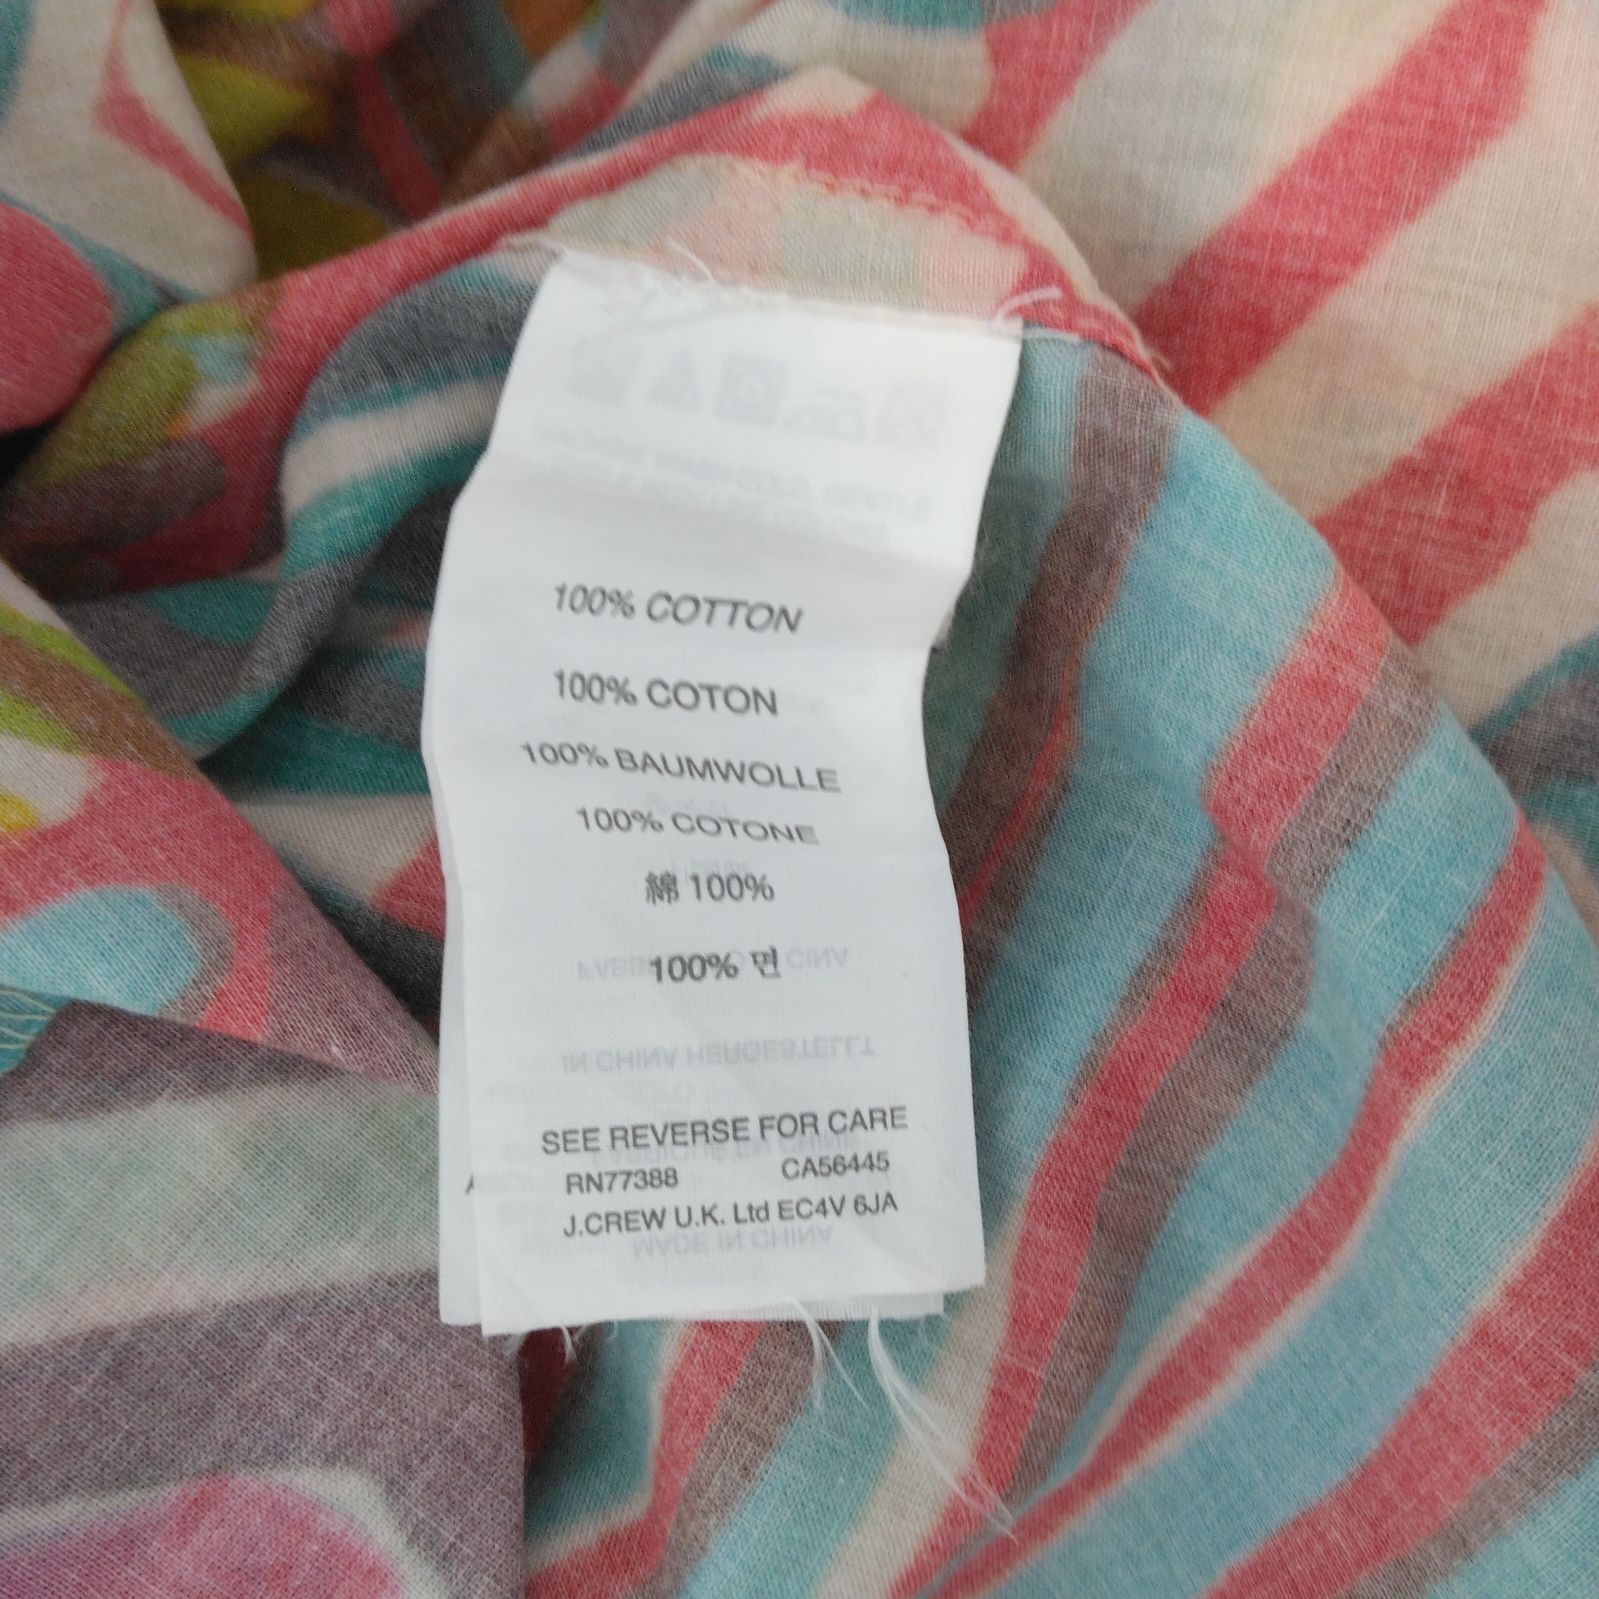 100% COTTON
100% COTON
100% BAUMWOLLE
100% COTONE
綿 100%
100% 면
SEE REVERSE FOR CARE
RN77388 CA56445
J.CREW U.K. Ltd EC4V 6JA